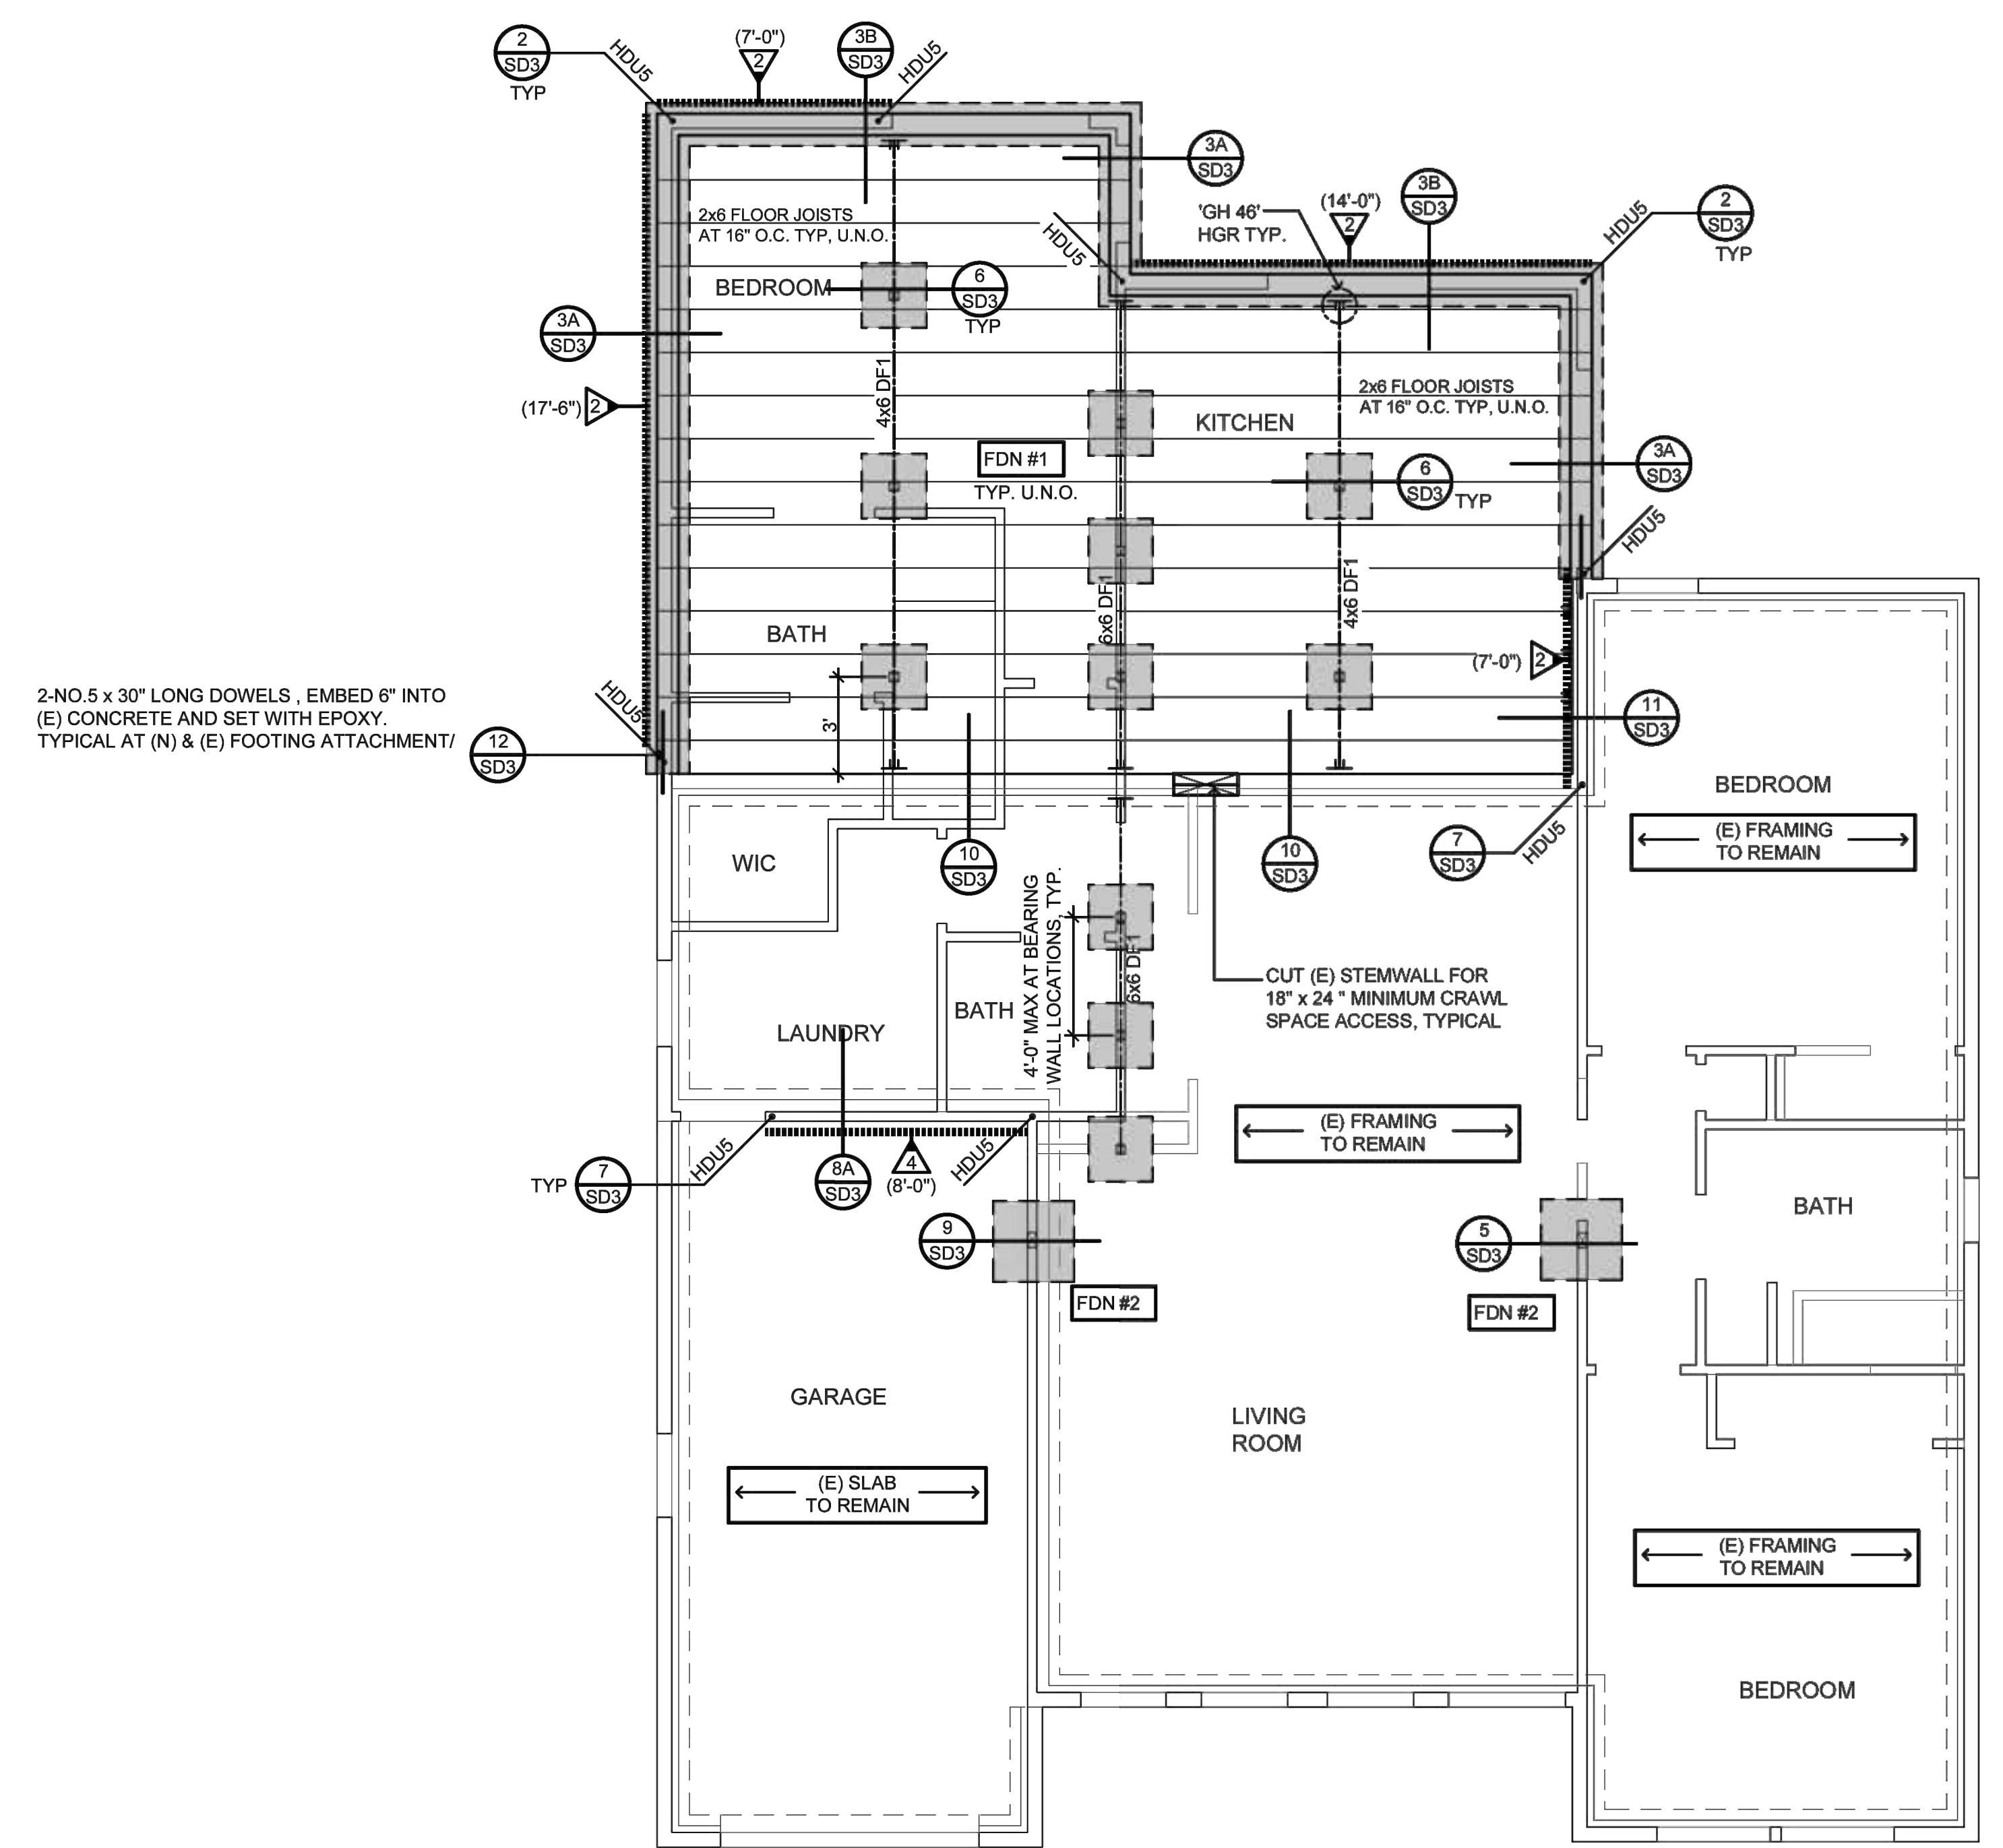 2
SD3
TYP
HDU5
(7'-0")
2
3B
SD3
HDU5
3A
SD3
'GH 46'
HGR TYP.
(14'-0")
2
3B
SD3
HDU5
2
SD3
TYP
2x6 FLOOR JOISTS
AT 16" O.C. TYP, U.N.O.
HDU5
BEDROOM
6
SD3
TYP
3A
SD3
(17'-6")
2
4x6 DF1
2x6 FLOOR JOISTS
AT 16" O.C. TYP, U.N.O.
KITCHEN
FDN #1
TYP. U.N.O.
6
SD3
TYP
3A
SD3
HDU5
6x6 DF1
4x6 DF1
BATH
(7'-0")
2
3'
11
SD3
2-NO.5 x 30" LONG DOWELS , EMBED 6" INTO
(E) CONCRETE AND SET WITH EPOXY.
TYPICAL AT (N) & (E) FOOTING ATTACHMENT/
HDU5
12
SD3
BEDROOM
(E) FRAMING
TO REMAIN
WIC
10
SD3
10
SD3
7
SD3
HDU5
4'-0" MAX AT BEARING
WALL LOCATIONS, TYP.
6x6 DF1
CUT (E) STEMWALL FOR
18" x 24 " MINIMUM CRAWL
SPACE ACCESS, TYPICAL
BATH
LAUNDRY
(E) FRAMING
TO REMAIN
TYP
7
SD3
HDU5
8A
SD3
4
(8'-0")
HDU5
BATH
9
SD3
5
SD3
FDN #2
FDN #2
GARAGE
LIVING
ROOM
(E) SLAB
TO REMAIN
(E) FRAMING
TO REMAIN
BEDROOM